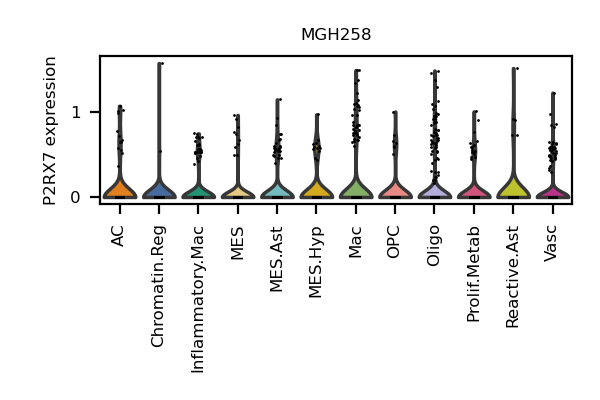 MGH258
P2RX7 expression
1
0
AC
Chromatin.Reg
Inflammatory.Mac
MES
MES.Ast
MES.Hyp
Mac
OPC
Oligo
Prolif.Metab
Reactive.Ast
Vasc